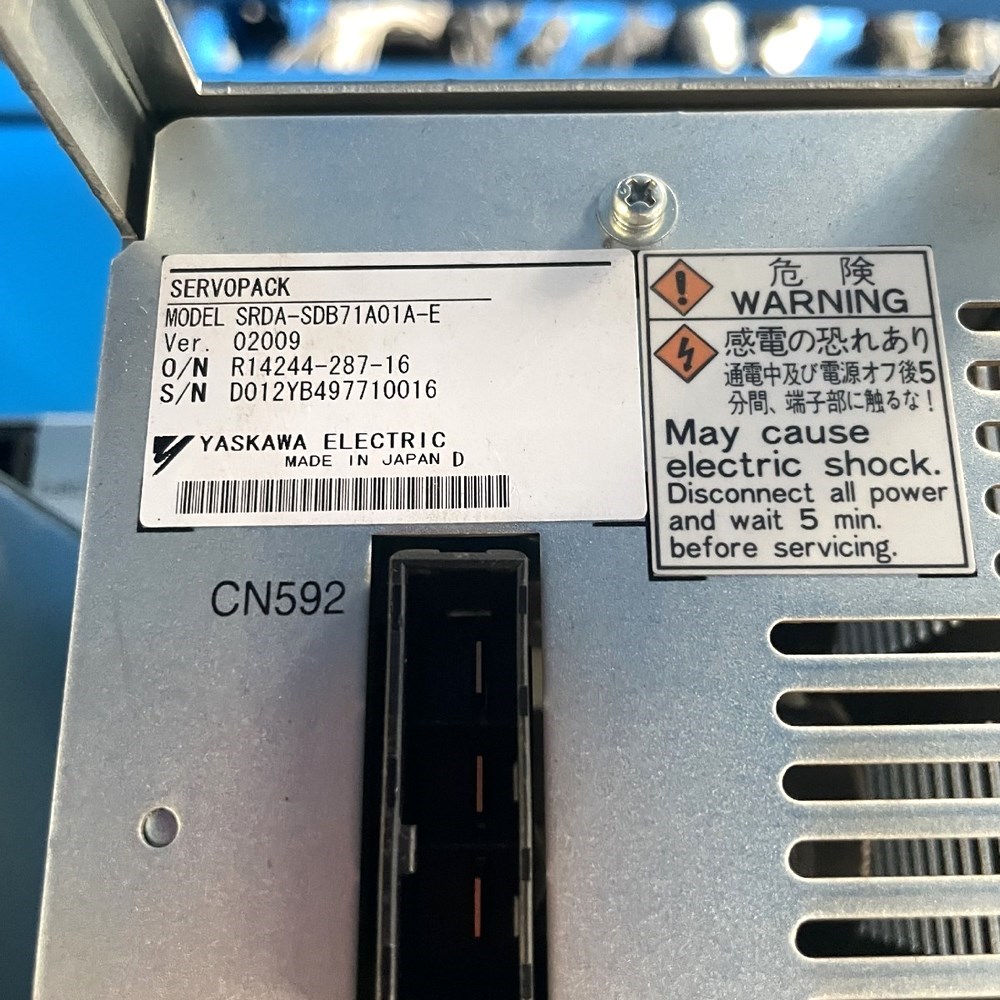 SERVOPACK
MODEL SRDA-SDB71A01A-E
Ver. 02009
O/N R14244-287-16
S/N D012YB497710016
YASKAWA ELECTRIC
MADE IN JAPAN D
危険
WARNING
感電の恐れあり
通電中及び電源オフ後5
分間、端子部に触るな!
May cause
electric shock.
Disconnect all power
and wait 5 min.
before servicing.
CN592